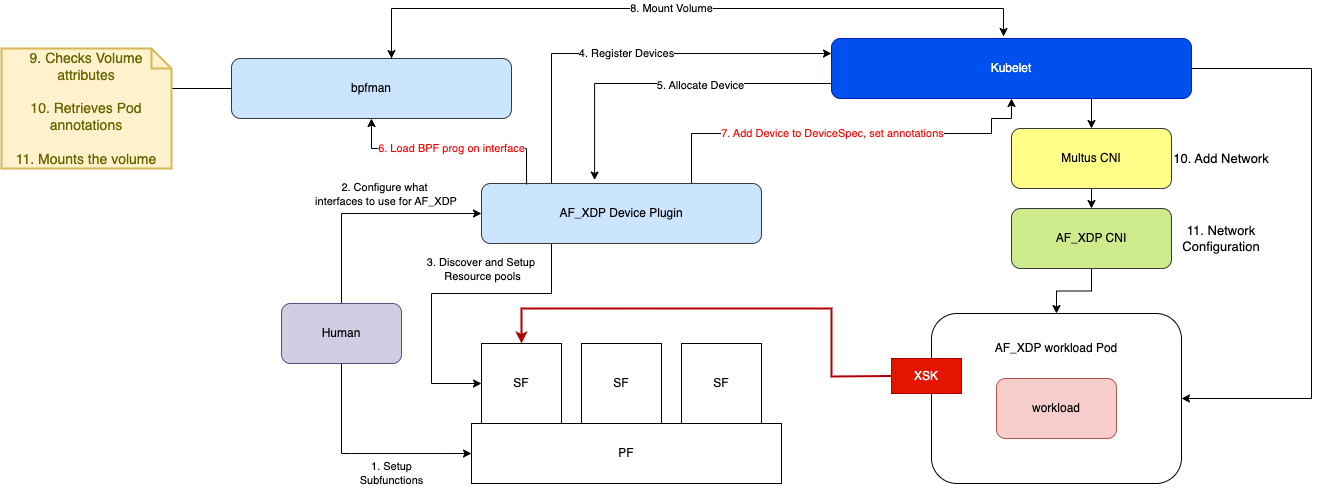 8. Mount Volume
9. Checks Volume
attributes
10. Retrieves Pod
annotations
11. Mounts the volume
bpfman
4. Register Devices
Kubelet
5. Allocate Device
6. Load BPF prog on interface
7. Add Device to DeviceSpec, set annotations
Multus CNI
10. Add Network
2. Configure what
interfaces to use for AF_XDP
AF_XDP Device Plugin
AF_XDP CNI
11. Network
Configuration
3. Discover and Setup
Resource pools
Human
AF_XDP workload Pod
SF
SF
SF
XSK
workload
PF
1. Setup
Subfunctions